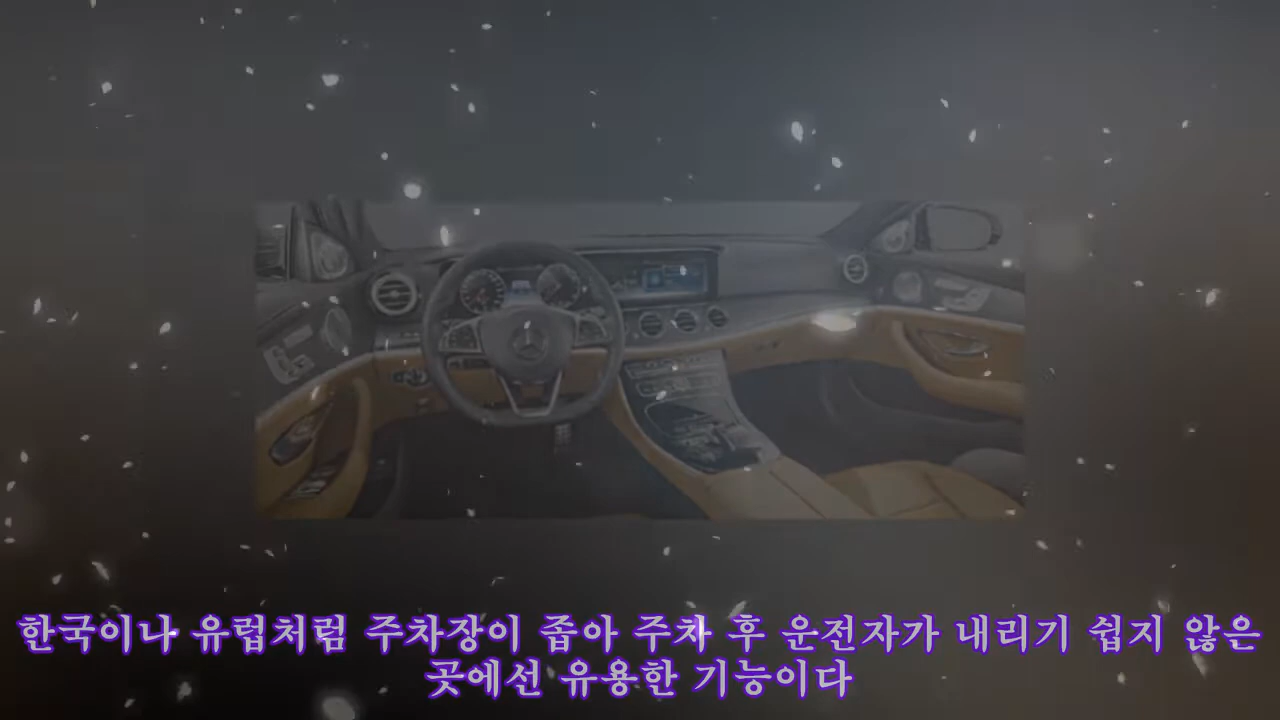 한국이나 유럽처럼 주차장이 좁아 주차 후 운전자가 내리기 쉽지 않은
곳에선 유용한 기능이다